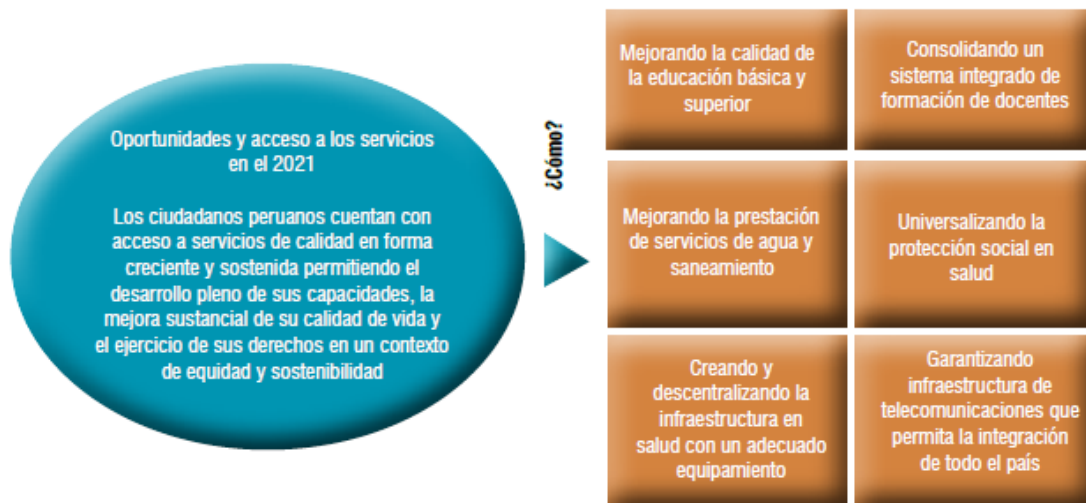 Oportunidades y acceso a los servicios
en el 2021
Los ciudadanos peruanos cuentan con
acceso a servicios de calidad en forma
creciente y sostenida permitiendo el
desarrollo pleno de sus capacidades, la
mejora sustancial de su calidad de vida y
el ejercicio de sus derechos en un contexto
de equidad y sostenibilidad
¿Cómo?
Mejorando la calidad de
la educación básica y
superior
Consolidando un
sistema integrado de
formación de docentes
Mejorando la prestación
de servicios de agua y
saneamiento
Universalizando la
protección social en
salud
Creando y
descentralizando la
infraestructura en
salud con un adecuado
equipamiento
Garantizando
infraestructura de
telecomunicaciones que
permita la integración
de todo el país